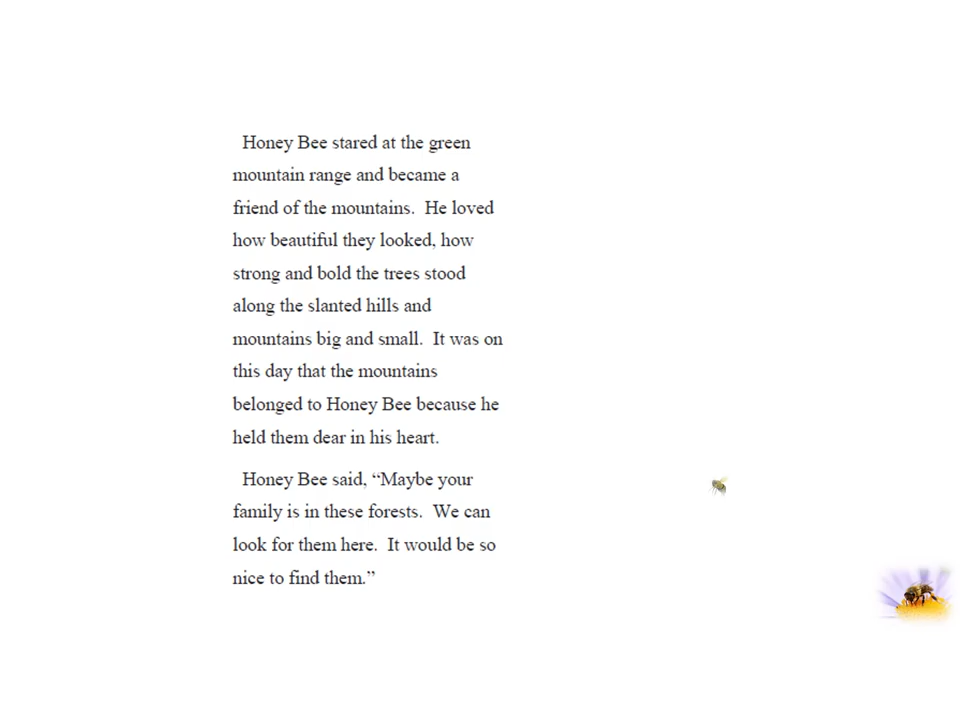 Honey Bee stared at the green
mountain range and became a
friend of the mountains.  He loved
how beautiful they looked, how
strong and bold the trees stood
along the slanted hills and
mountains big and small.  It was on
this day that the mountains
belonged to Honey Bee because he
held them dear in his heart.
Honey Bee said, “Maybe your
family is in these forests.  We can
look for them here.  It would be so
nice to find them.”